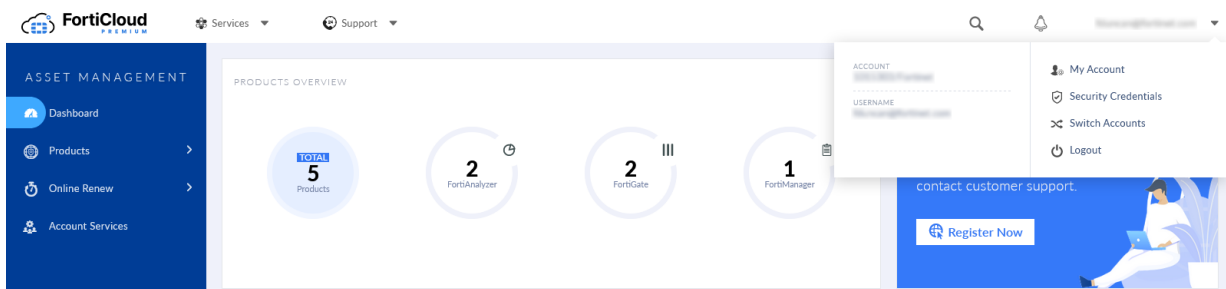 FortiCloud
PREMIUM
Services
Support
ASSET MANAGEMENT
Dashboard
Products
Online Renew
Account Services
PRODUCTS OVERVIEW
TOTAL
5
Products
2
FortiAnalyzer
2
FortiGate
1
FortiManager
ACCOUNT
USERNAME
My Account
Security Credentials
Switch Accounts
Logout
contact customer support.
Register Now